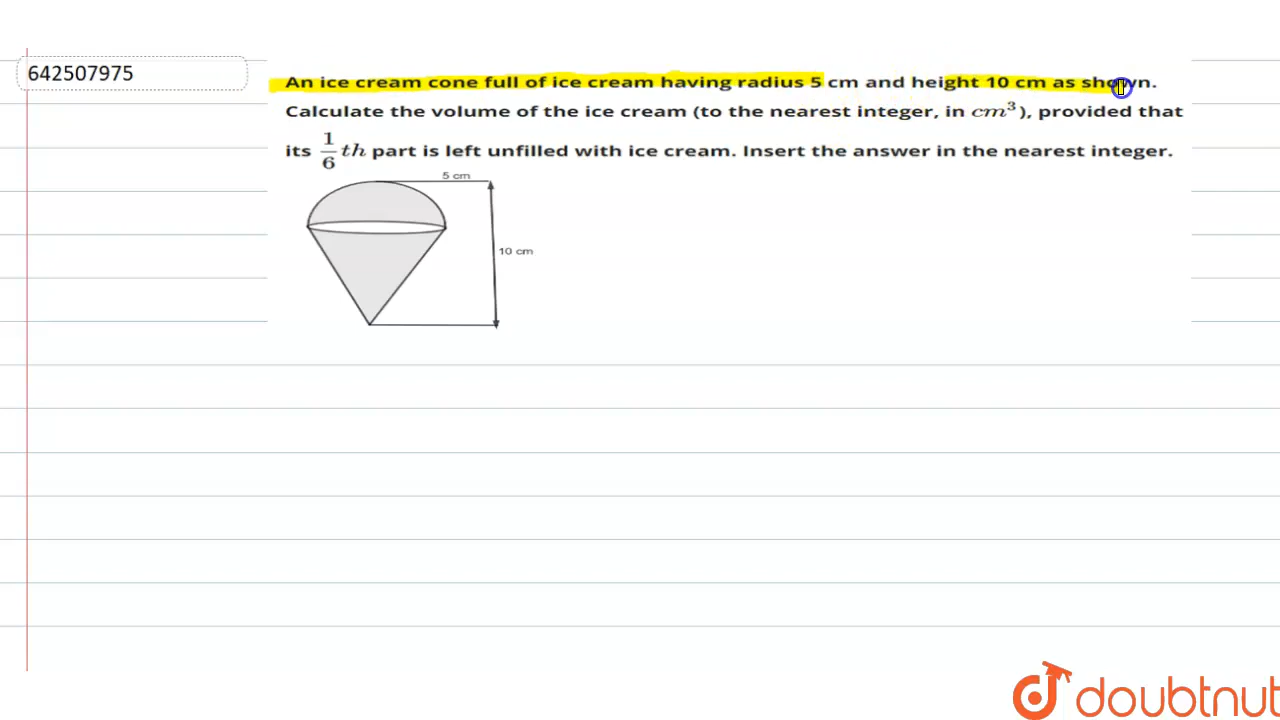 642507975
An ice cream cone full of ice cream having radius 5 cm and height 10 cm as shown.
Calculate the volume of the ice cream (to the nearest integer, in cm³), provided that
its 1/6 th part is left unfilled with ice cream. Insert the answer in the nearest integer.
5 cm
10 cm
doubtnut